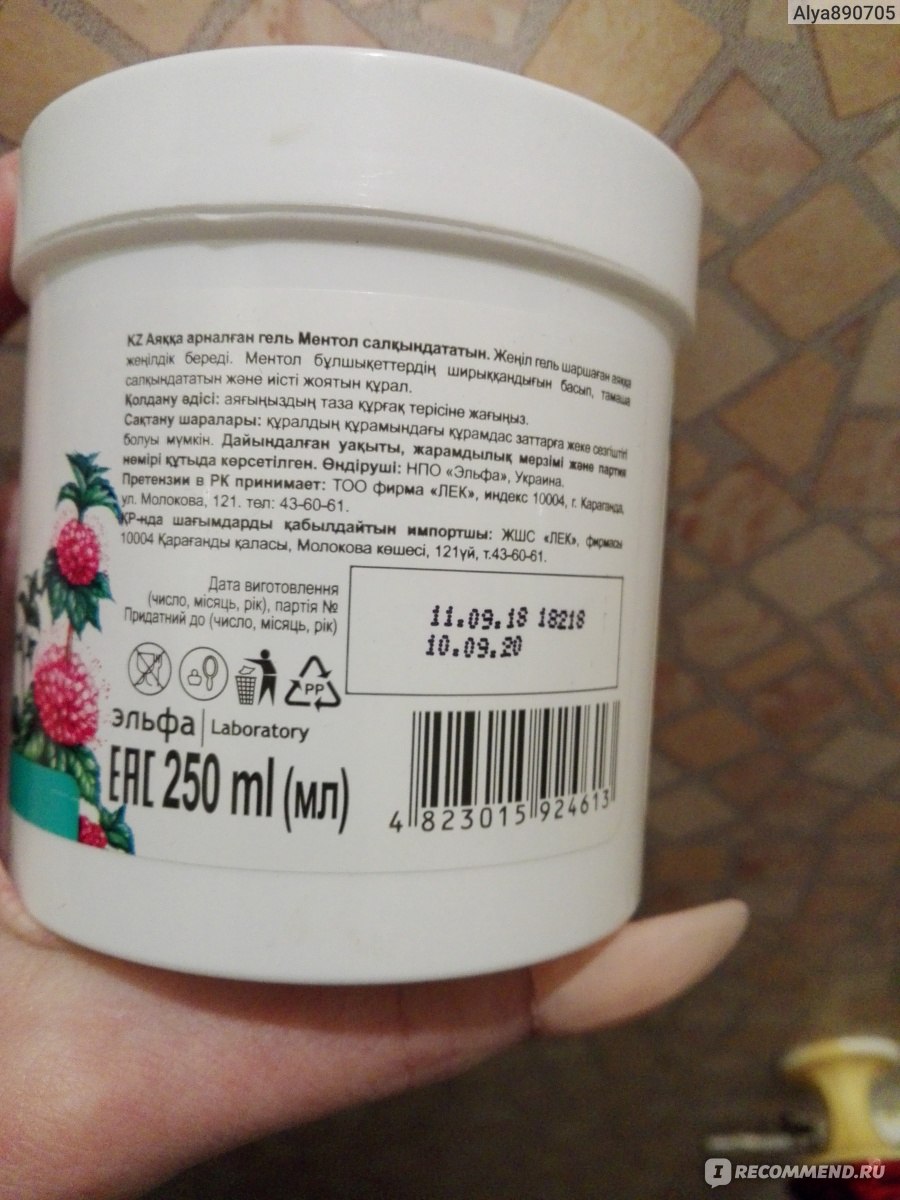 Alya890705
KZ Аяққа арналған гель Ментол салқындататын. Жеңіл гель шаршаған аяққа
жеңілдік береді. Ментол бұлшықеттердің ширыққандығын басып, тамаша
салқындататын және иісті жоятын құрал.
Қолдану әдісі: аяғыңыздың таза құрғақ терісіне жағыңыз.
Сақтану шаралары: құралдың құрамындағы құрамдас заттарға жеке сезгіштігі
болуы мүмкін. Дайындалған уақыты, жарамдылық мерзімі және партия
нөмірі құтыда көрсетілген. Өндіруші: НПО «Эльфа», Украина.
Претензии в РК принимает: ТОО фирма «ЛЕК», индекс 10004, г. Караганда,
ул. Молокова, 121. тел: 43-60-61.
ҚР-нда шағымдарды қабылдайтын импортшы: ЖШС «ЛЕК», фирмасы
10004 Қарағанды қаласы, Молокова көшесі, 121үй, т.43-60-61.
Дата виготовлення
(число, місяць, рік), партія №
Придатний до (число, місяць, рік)
11.09.18 18218
10.09.20
PP
эльфа | Laboratory
EAC 250 ml (мл)
4 823015 924613
IRECOMMEND.RU